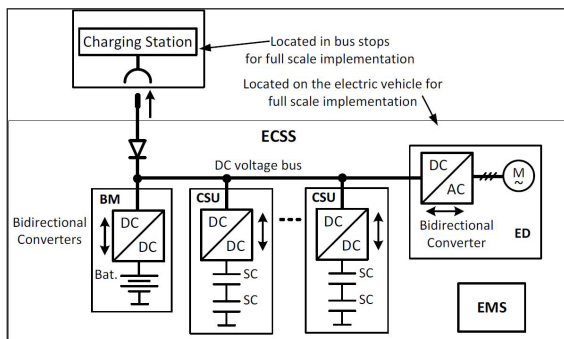 Charging Station
Located in bus stops
for full scale implementation
Located on the electric vehicle for
full scale implementation
ECSS
DC voltage bus
DC
AC
M
~
Bidirectional
Converter
ED
Bidirectional
Converters
BM
DC
DC
Bat.
CSU
DC
DC
SC
SC
CSU
DC
DC
SC
SC
EMS